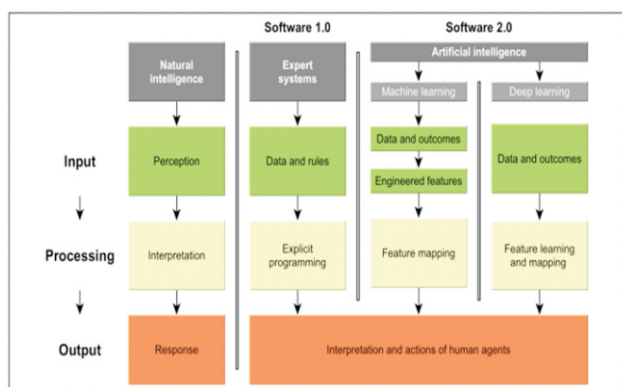 Software 1.0
Software 2.0
Natural
intelligence
Expert
systems
Artificial intelligence
Machine learning
Deep learning
Input
Perception
Data and rules
Data and outcomes
Engineered features
Data and outcomes
Processing
Interpretation
Explicit
programming
Feature mapping
Feature learning
and mapping
Output
Response
Interpretation and actions of human agents